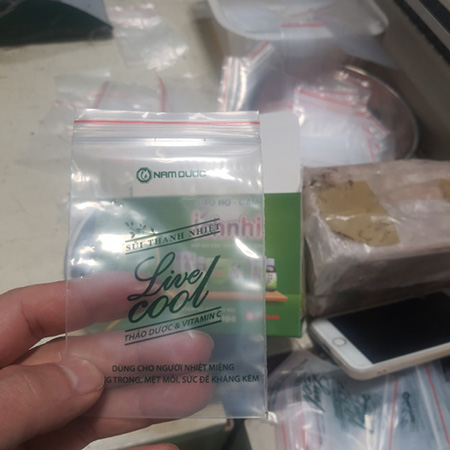 NAM DƯỢC
SỦI THANH NHIỆT
Live
cool
THẢO DƯỢC & VITAMIN C
DÙNG CHO NGƯỜI NHIỆT MIỆNG
TRONG, MỆT MỎI, SỨC ĐỀ KHÁNG KÉM